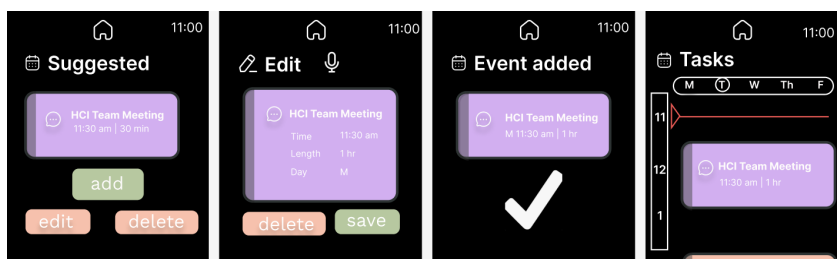 11:00
Suggested
HCI Team Meeting
11:30 am | 30 min
add
edit
delete
11:00
Edit
HCI Team Meeting
Time 11:30 am
Length 1 hr
Day M
delete
save
11:00
Event added
HCI Team Meeting
M 11:30 am | 1 hr
11:00
Tasks
M T W Th F
11
12
HCI Team Meeting
11:30 am | 1 hr
1